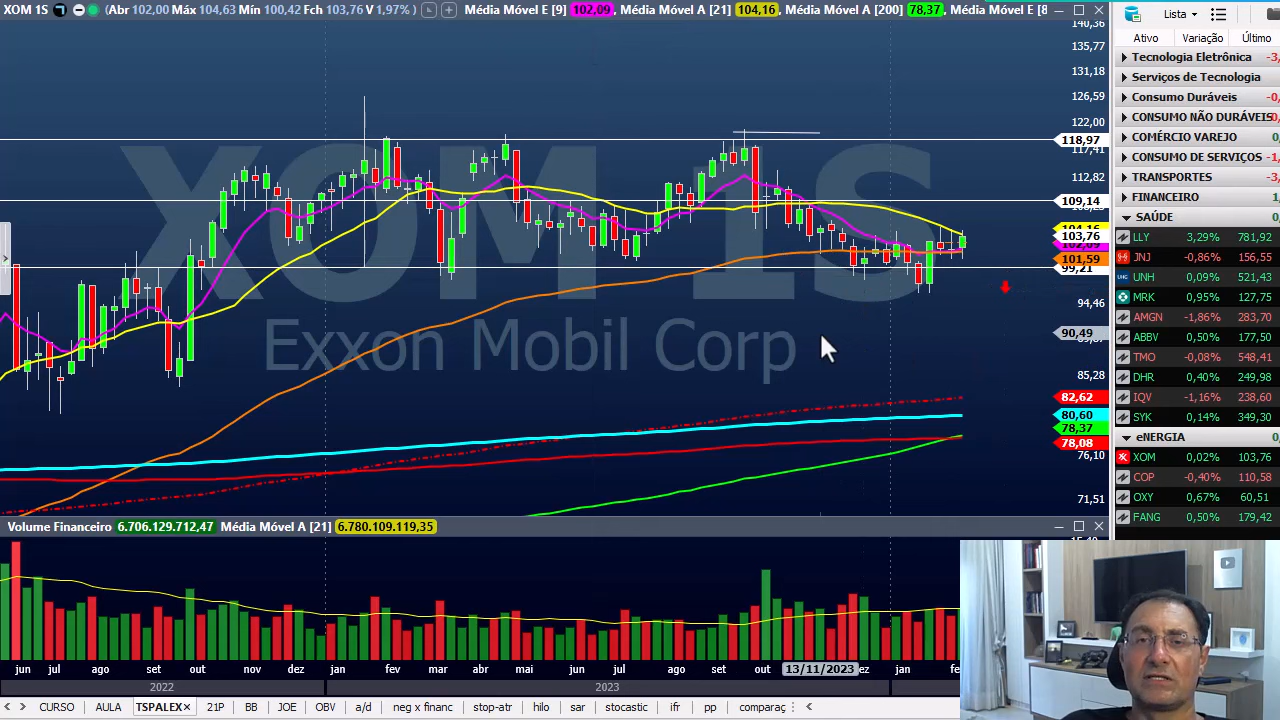 XOM 1S (Abr 102,00 Máx 104,63 Min 100,42 Fch 103,76 V 1,97%) Média Móvel E [9] 102,09, Média Móvel A [21] 104,16, Média Móvel A [200] 78,37, Média Móvel E [8
Lista
Ativo Variação Último
140,36
135,77
131,18
126,59
122,00
118,97
117,41
112,82
109,14
103,76
101,59
99,21
94,46
90,49
85,28
82,62
80,60
78,37
78,08
76,10
71,51
XOM 1S
Exxon Mobil Corp
Tecnologia Eletrônica -3,
Serviços de Tecnologia
Consumo Duráveis -0,
CONSUMO NÃO DURÁVEIS 0,
COMÉRCIO VAREJO
CONSUMO DE SERVIÇOS -1,
TRANSPORTES -3,
FINANCEIRO 1,
SAÚDE 0,
LLY 3,29% 781,92
JNJ -0,86% 156,55
UNH 0,09% 521,43
MRK 0,95% 127,75
AMGN -1,86% 283,70
ABBV 0,50% 177,50
TMO -0,08% 548,41
DHR 0,40% 249,98
IQV -1,16% 238,60
SYK 0,14% 349,30
eNERGIA 0,
XOM 0,02% 103,76
COP -0,40% 110,58
OXY 0,67% 60,51
FANG 0,50% 179,42
Volume Financeiro 6.706.129.712,47 Média Móvel A [21] 6.780.109.119,35
jun jul ago set out nov dez jan fev mar abr mai jun jul ago set out 13/11/2023 ez jan fe
2022 2023
CURSO AULA TSPALEX 21P BB JOE OBV a/d neg x financ stop-atr hilo sar stocastic ifr pp comparaç